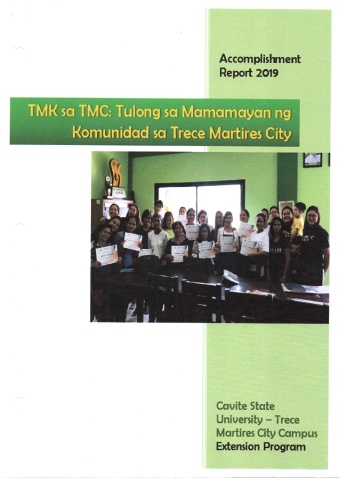 Accomplishment
Report 2019
TMK sa TMC: Tulong sa Mamamayan ng
Komunidad sa Trece Martires City
Cavite State
University – Trece
Martires City Campus
Extension Program